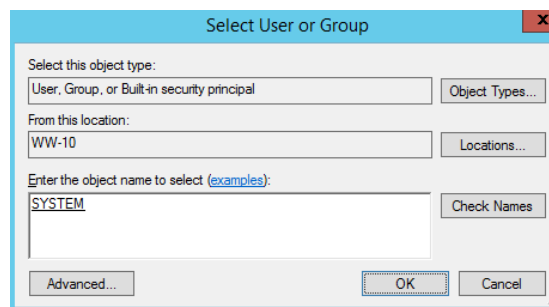 Select User or Group
x
Select this object type:
User, Group, or Built-in security principal
Object Types...
From this location:
WW-10
Locations...
Enter the object name to select (examples):
SYSTEM
Check Names
Advanced...
OK
Cancel